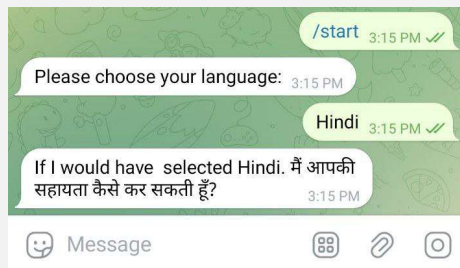 /start 3:15 PM
Please choose your language: 3:15 PM
Hindi 3:15 PM
If I would have selected Hindi. मैं आपकी
सहायता कैसे कर सकती हूँ? 3:15 PM
Message